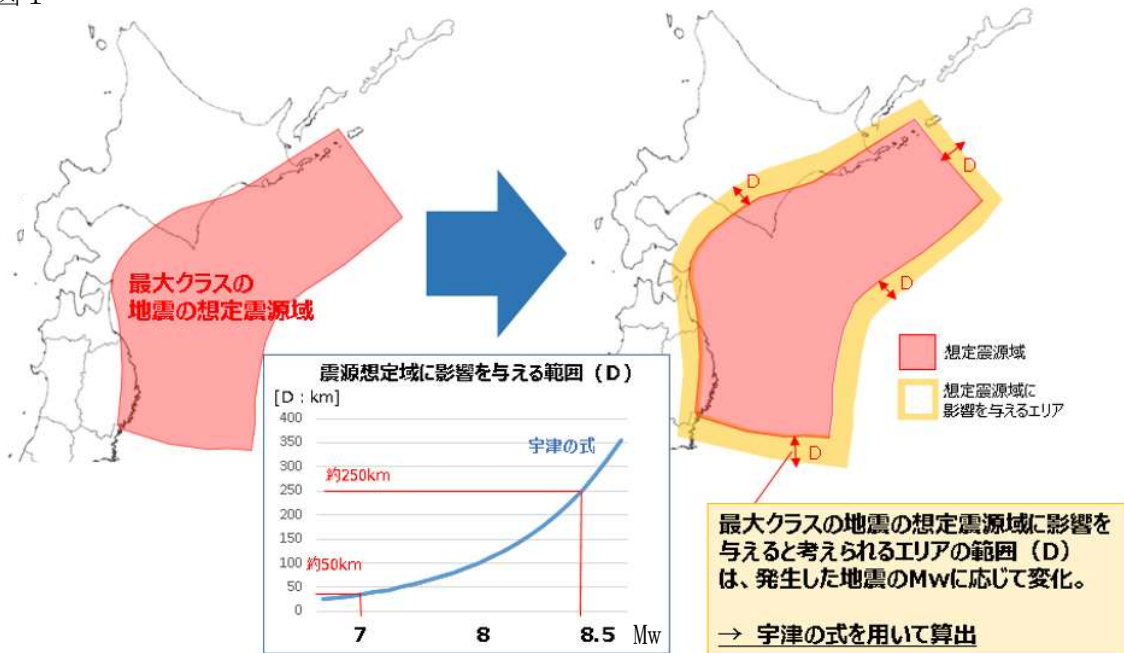 図1
最大クラスの
地震の想定震源域
D
D
D
D
想定震源域
想定震源域に
影響を与えるエリア
震源想定域に影響を与える範囲（D）
[D：km]
400
350
300
250
200
150
100
50
0
宇津の式
約250km
約50km
7
8
8.5
Mw
最大クラスの地震の想定震源域に影響を
与えると考えられるエリアの範囲（D）
は、発生した地震のMwに応じて変化。
→ 宇津の式を用いて算出